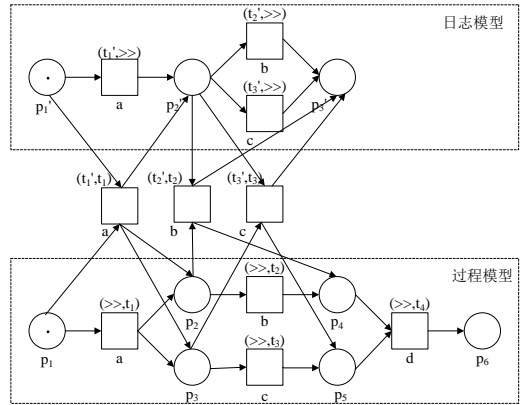 日志模型
(t₁',>>)
a
(t₂',>>)
b
(t₃',>>)
c
p₁'
p₂'
p₃'
(t₁',t₁)
a
(t₂',t₂)
b
(t₃',t₃)
c
过程模型
(>>,t₁)
a
p₂
(>>,t₂)
b
p₄
(>>,t₄)
d
p₁
p₃
(>>,t₃)
c
p₅
p₆